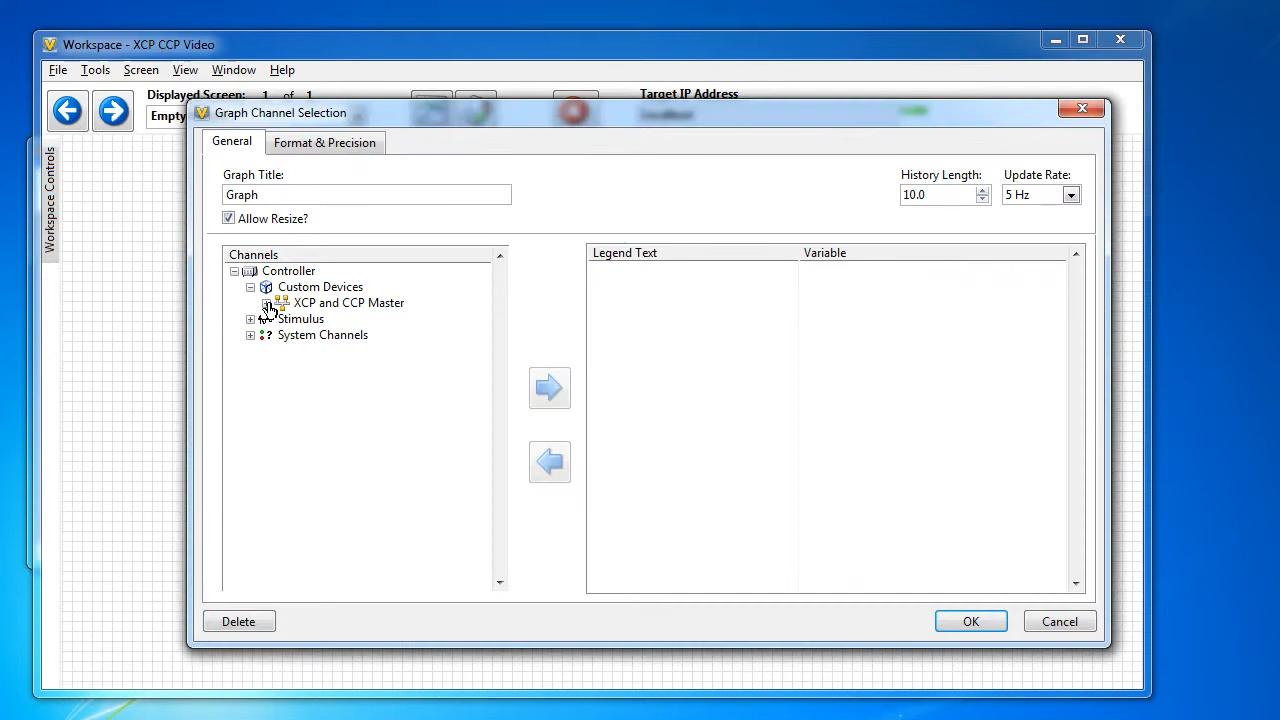 Workspace - XCP CCP Video
File Tools Screen View Window Help
Displayed Screen: 1 of 1
Target IP Address
Workspace Controls
Graph Channel Selection
General Format & Precision
Graph Title:
Graph
History Length: Update Rate:
10.0 5 Hz
Allow Resize?
Channels
Legend Text Variable
Controller
Custom Devices
XCP and CCP Master
Stimulus
System Channels
Delete OK Cancel